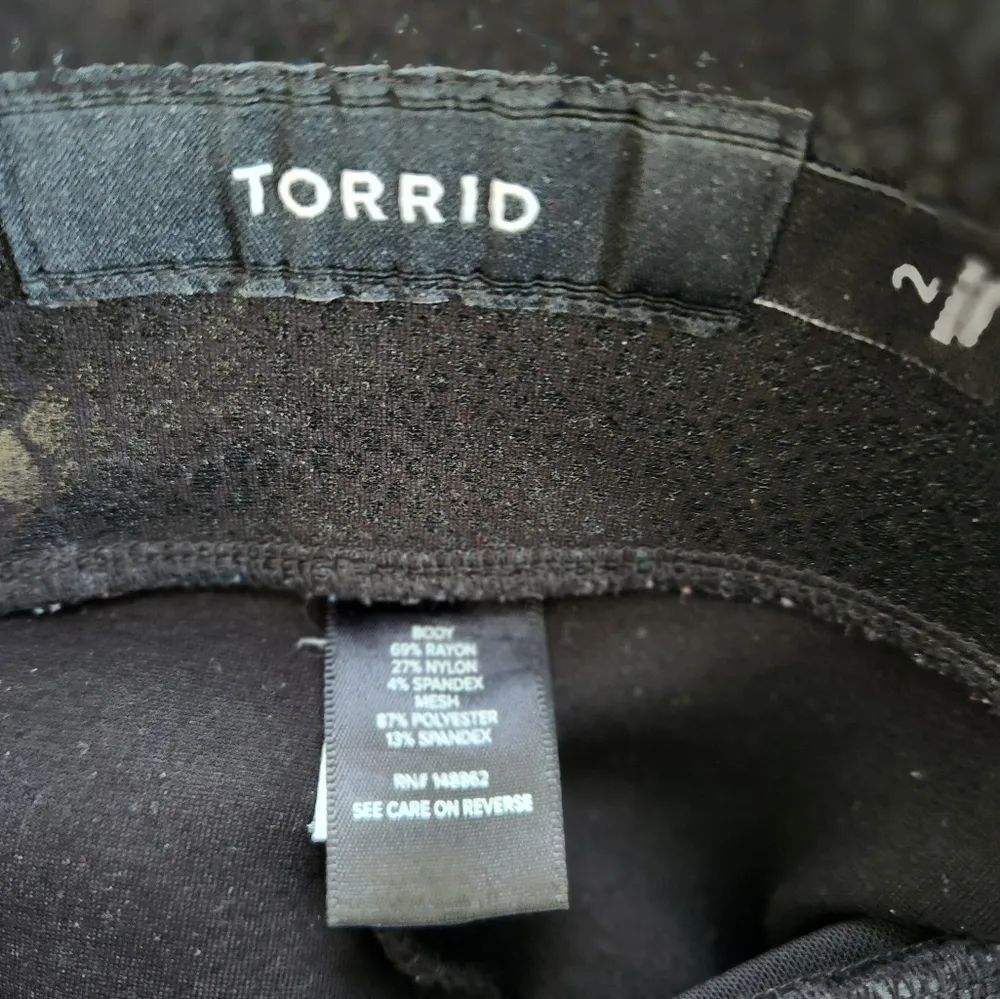 TORRID
2
BODY
69% RAYON
27% NYLON
4% SPANDEX
MESH
87% POLYESTER
13% SPANDEX
RN# 148862
SEE CARE ON REVERSE